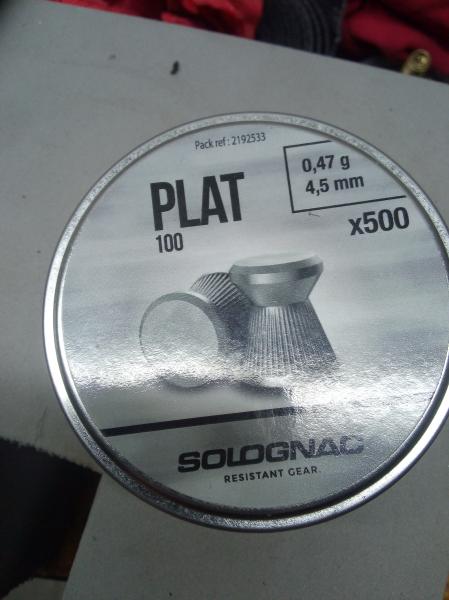 Pack ref : 2192533
0,47 g
4,5 mm
PLAT
100
x500
SOLOGNAC
RESISTANT GEAR.